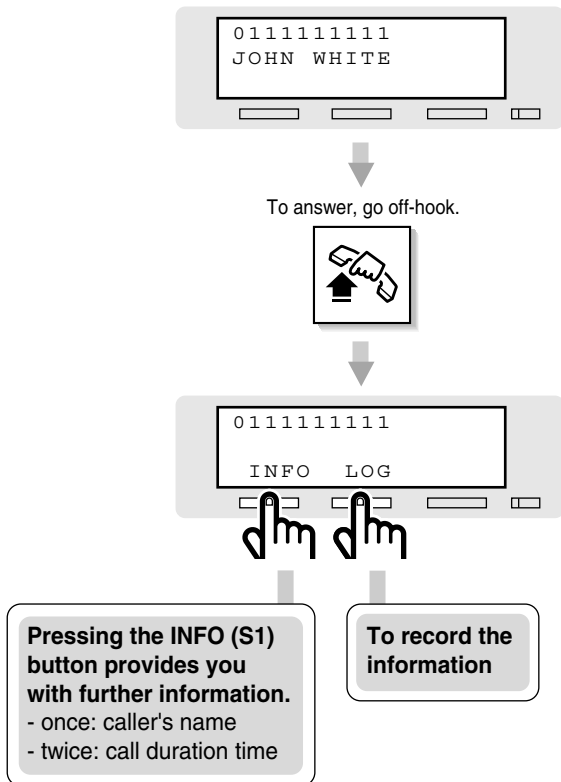 0111111111
JOHN WHITE
To answer, go off-hook.
0111111111
INFO LOG
Pressing the INFO (S1)
button provides you
with further information.
- once: caller's name
- twice: call duration time
To record the
information